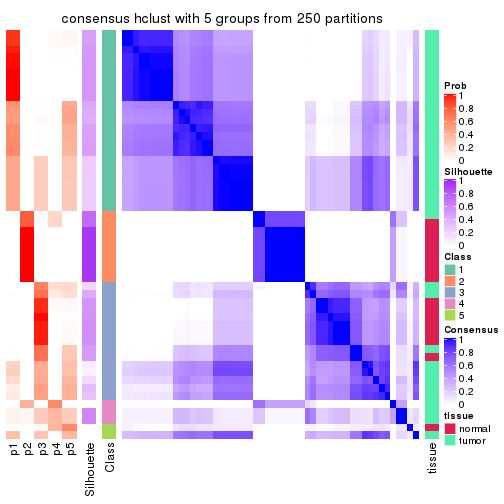 consensus hclust with 5 groups from 250 partitions
Prob
1
0.8
0.6
0.4
0.2
0
Silhouette
1
0.8
0.6
0.4
0.2
0
Class
1
2
3
4
5
Consensus
1
0.8
0.6
0.4
0.2
0
tissue
normal
tumor
p1
p2
p3
p4
p5
Silhouette
Class
tissue